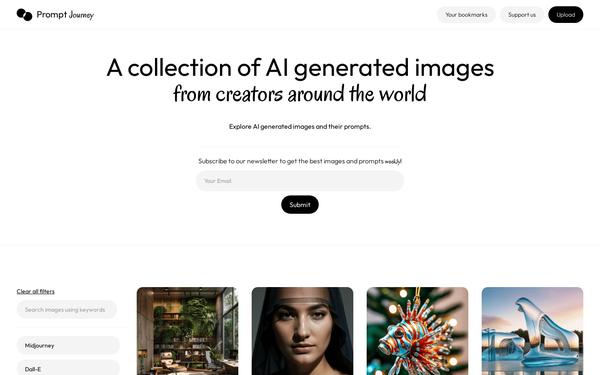 Prompt Journey
Your bookmarks
Support us
Upload
A collection of AI generated images
from creators around the world
Explore AI generated images and their prompts.
Subscribe to our newsletter to get the best images and prompts weekly!
Your Email
Submit
Clear all filters
Search images using keywords
Midjourney
Dall-E